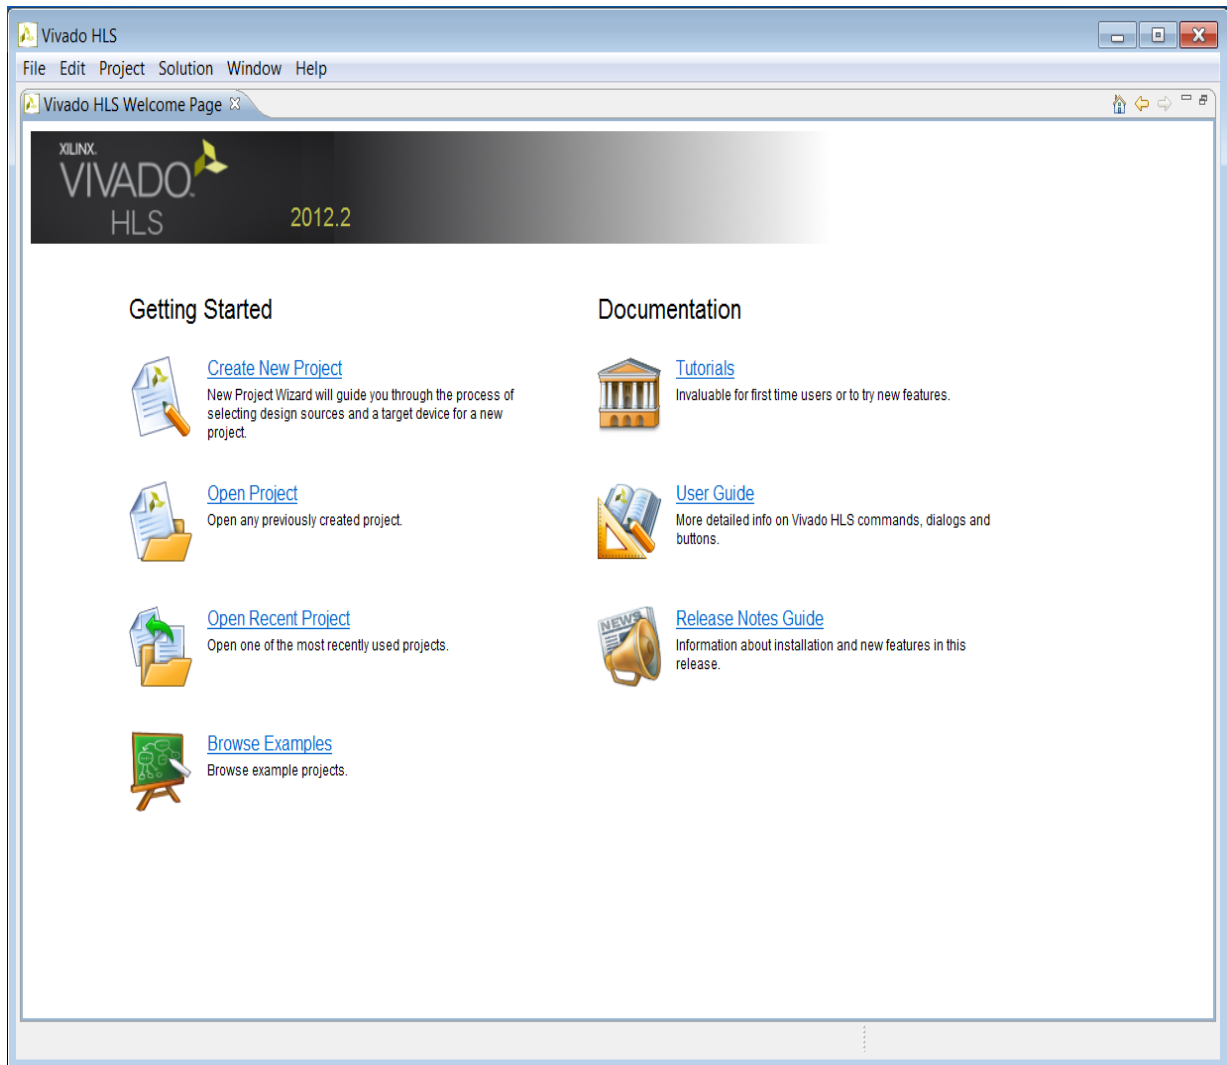 Vivado HLS
File Edit Project Solution Window Help
Vivado HLS Welcome Page
XILINX.
VIVADO.
HLS
2012.2
Getting Started
Create New Project
New Project Wizard will guide you through the process of
selecting design sources and a target device for a new
project.
Open Project
Open any previously created project.
Open Recent Project
Open one of the most recently used projects.
Browse Examples
Browse example projects.
Documentation
Tutorials
Invaluable for first time users or to try new features.
User Guide
More detailed info on Vivado HLS commands, dialogs and
buttons.
NEWS
Release Notes Guide
Information about installation and new features in this
release.